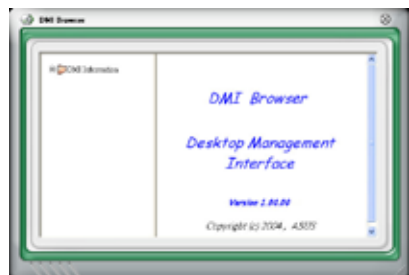 DMI Browser
DMI Information
DMI Browser
Desktop Management
Interface
Version 1.00.00
Copyright (c) 2004, ASUS